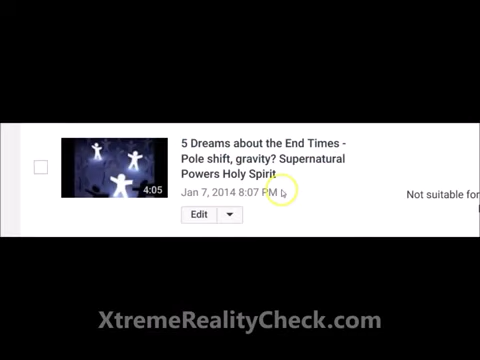 5 Dreams about the End Times -
Pole shift, gravity? Supernatural
Powers Holy Spirit
4:05
Jan 7, 2014 8:07 PM
Not suitable for
Edit
XtremeRealityCheck.com